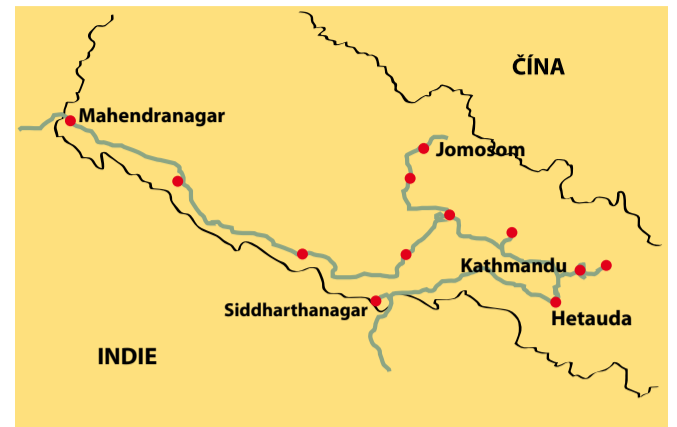 ČÍNA
Mahendranagar
Jomosom
Kathmandu
Siddharthanagar
Hetauda
INDIE